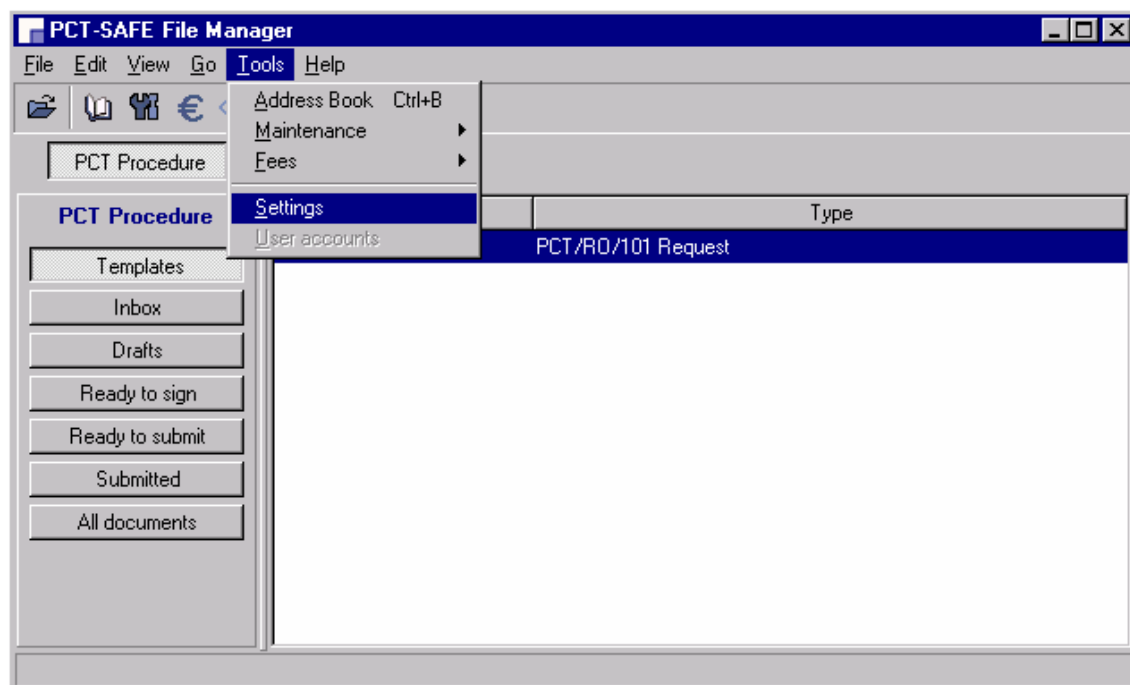 PCT-SAFE File Manager
File Edit View Go Tools Help
Address Book Ctrl+B
Maintenance
Fees
Settings
User accounts
PCT Procedure
PCT Procedure
Templates
Inbox
Drafts
Ready to sign
Ready to submit
Submitted
All documents
Type
PCT/RO/101 Request